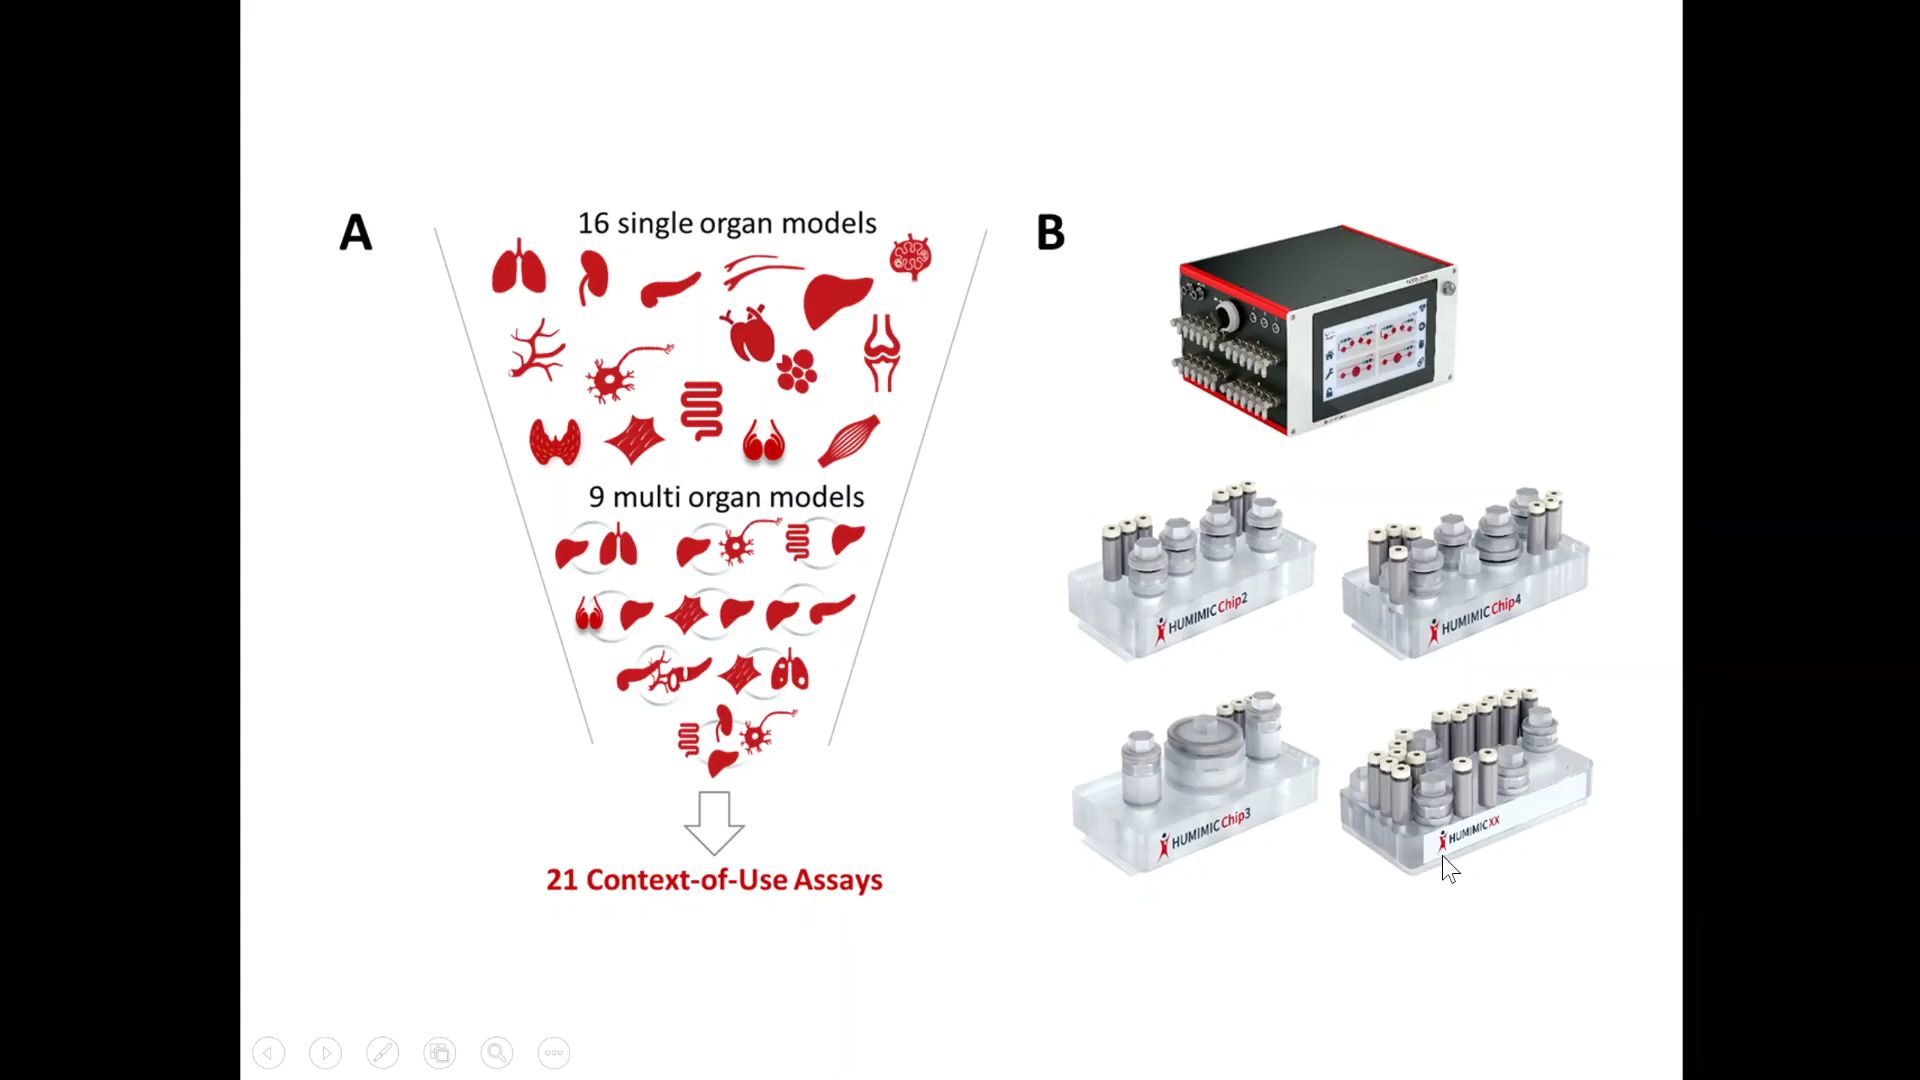 A
16 single organ models
9 multi organ models
21 Context-of-Use Assays
B
HUMIMIC Chip2
HUMIMIC Chip4
HUMIMIC Chip3
HUMIMIC XX